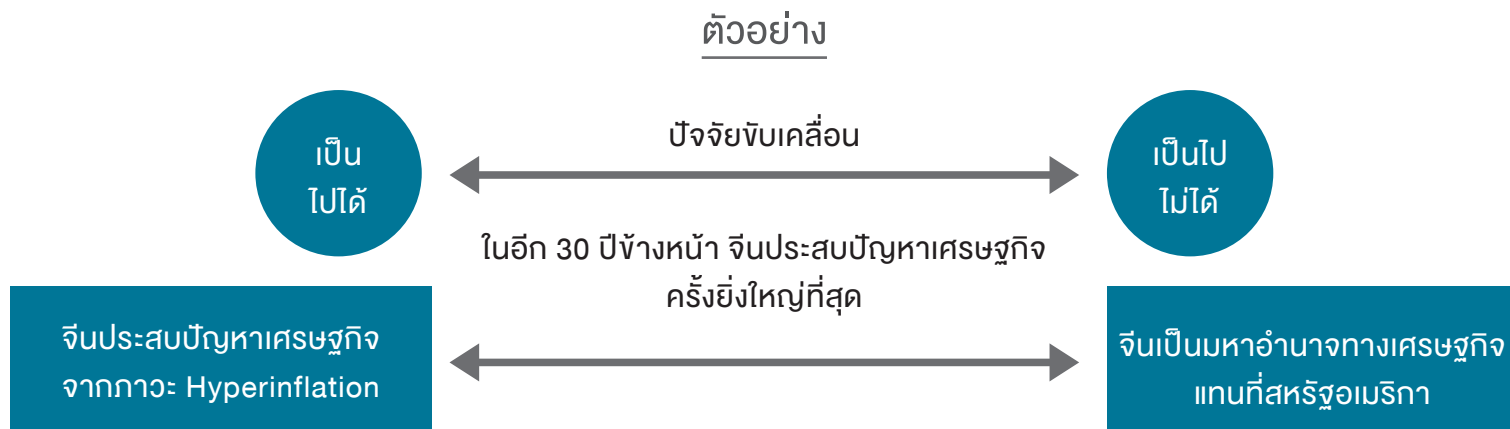 ตัวอย่าง
เป็น
ไปได้
ปัจจัยขับเคลื่อน
เป็นไป
ไม่ได้
ในอีก 30 ปีข้างหน้า จีนประสบปัญหาเศรษฐกิจ
ครั้งยิ่งใหญ่ที่สุด
จีนประสบปัญหาเศรษฐกิจ
จากภาวะ Hyperinflation
จีนเป็นมหาอำนาจทางเศรษฐกิจ
แทนที่สหรัฐอเมริกา